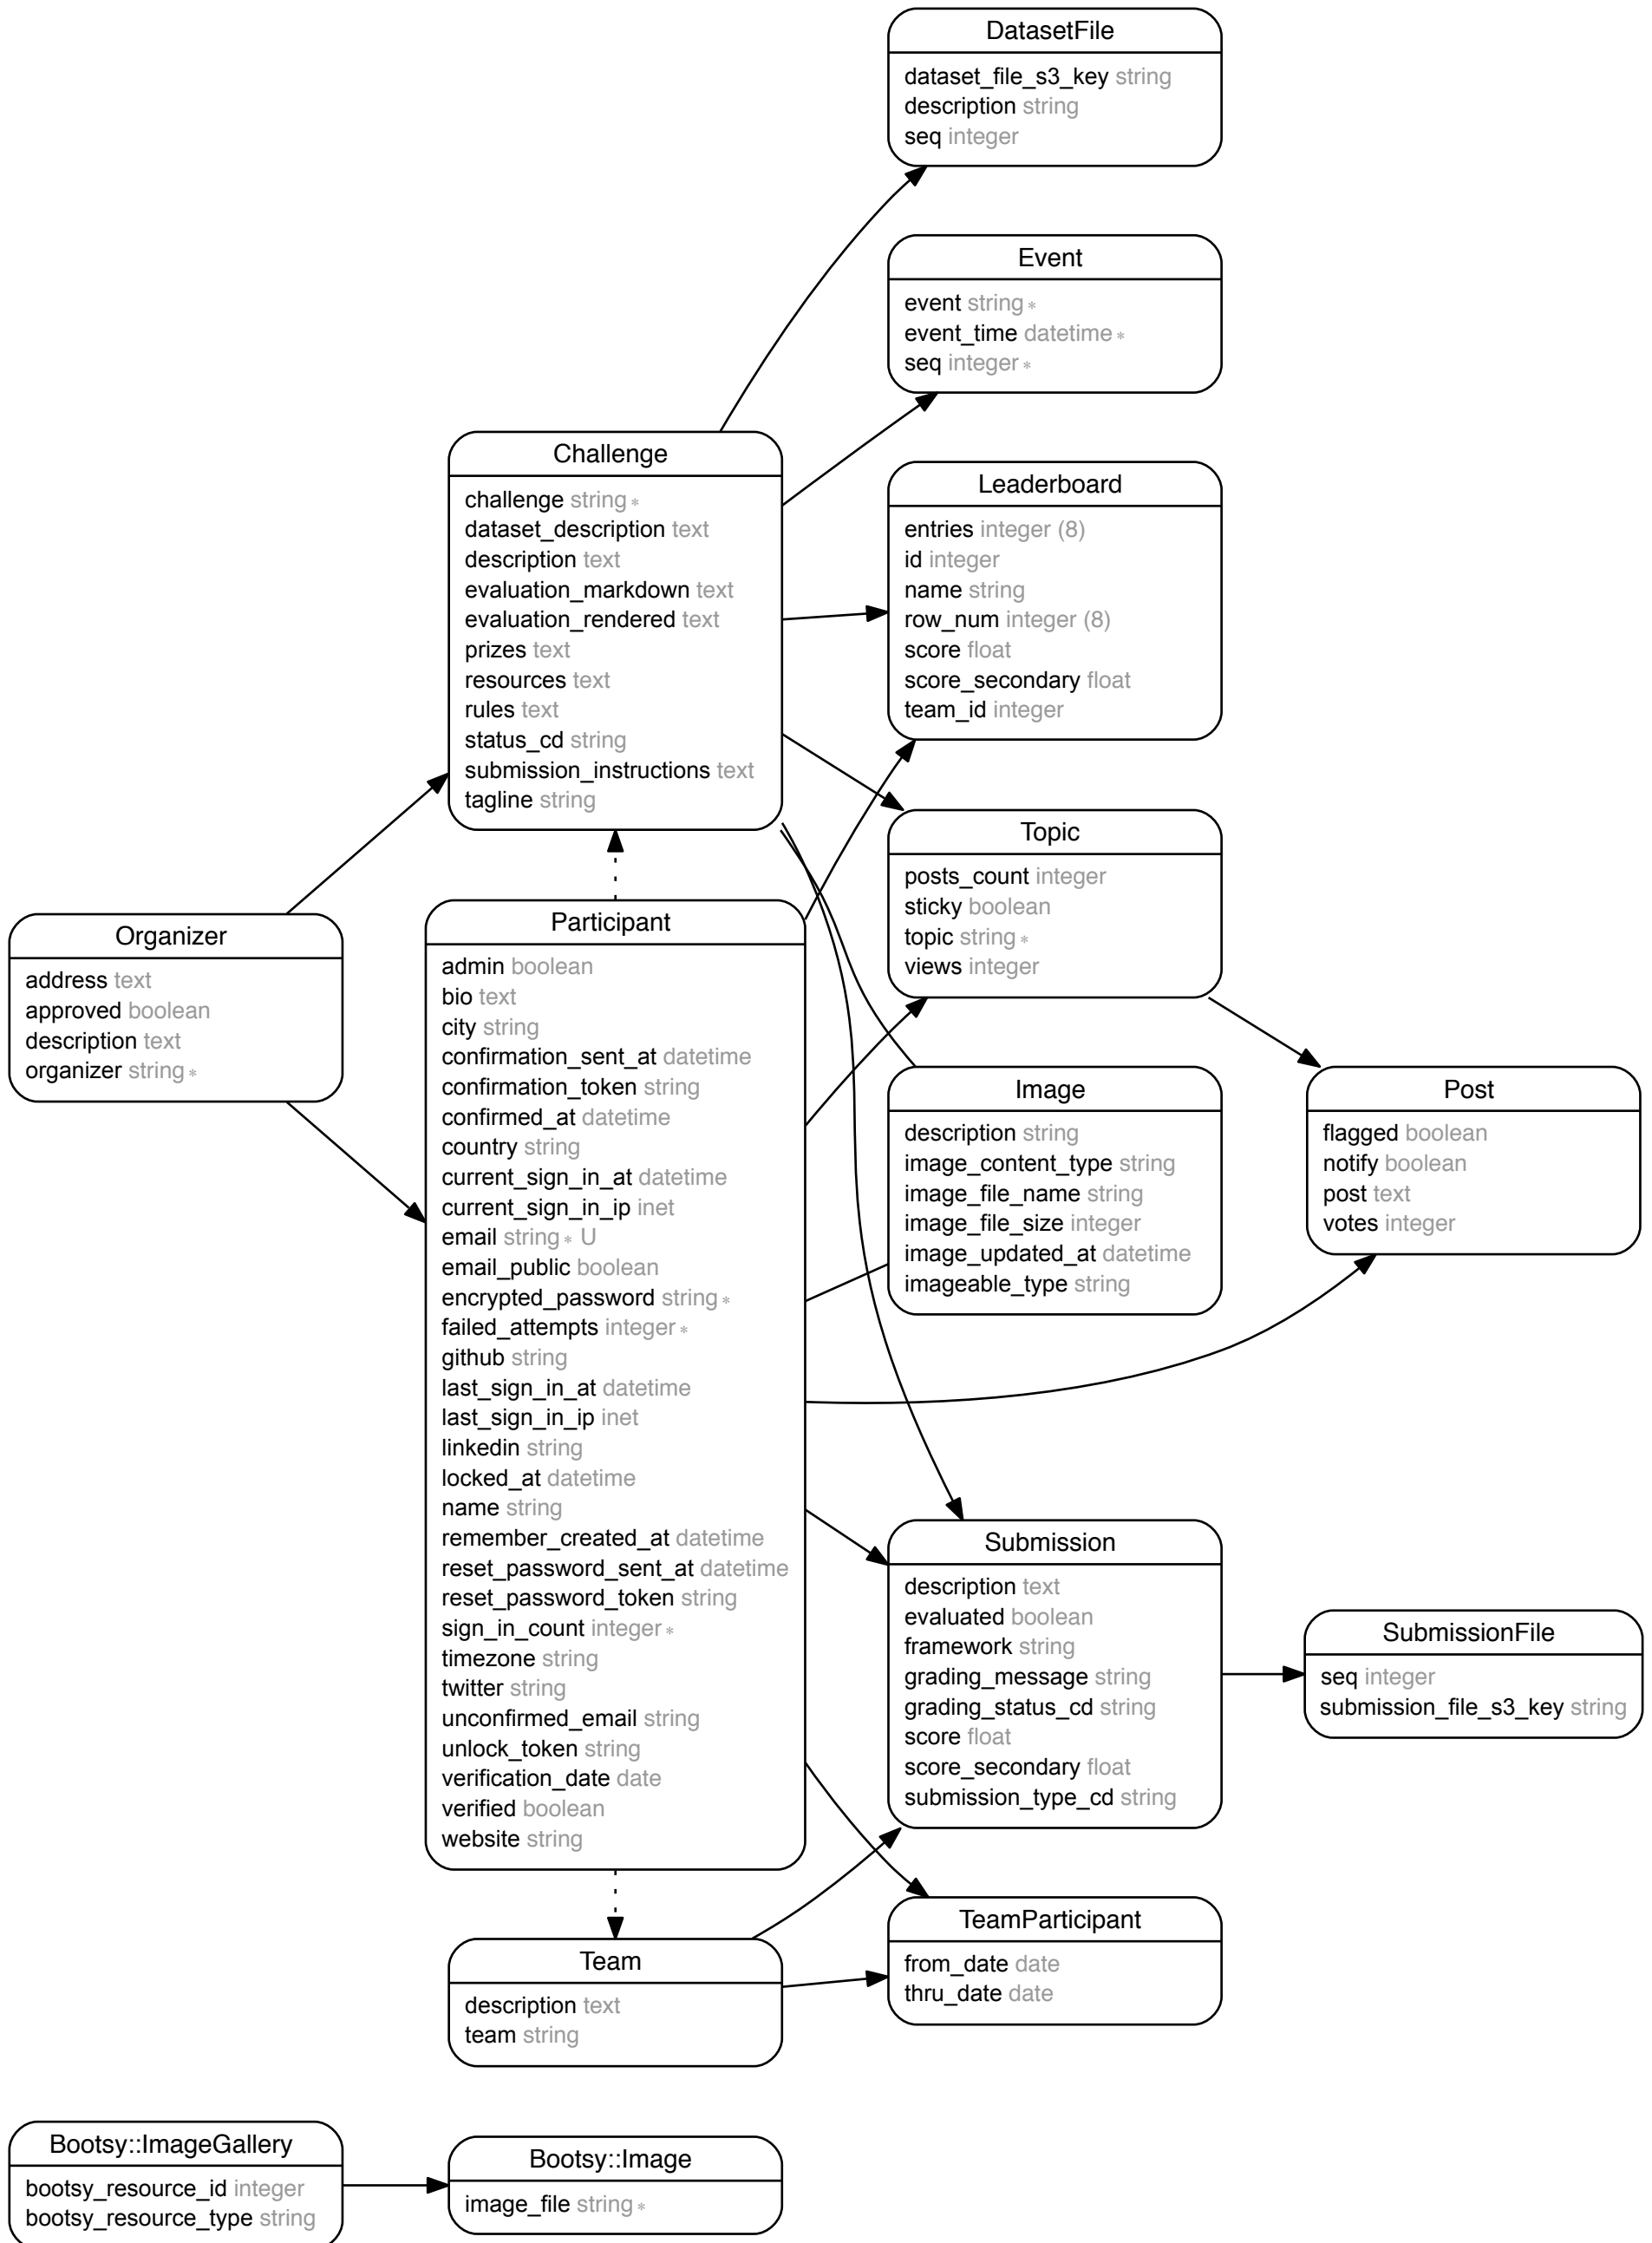 DatasetFile
dataset_file_s3_key string
description string
seq integer
Event
event string *
event_time datetime *
seq integer *
Challenge
challenge string *
dataset_description text
description text
evaluation_markdown text
evaluation_rendered text
prizes text
resources text
rules text
status_cd string
submission_instructions text
tagline string
Leaderboard
entries integer (8)
id integer
name string
row_num integer (8)
score float
score_secondary float
team_id integer
Topic
posts_count integer
sticky boolean
topic string *
views integer
Organizer
address text
approved boolean
description text
organizer string *
Participant
admin boolean
bio text
city string
confirmation_sent_at datetime
confirmation_token string
confirmed_at datetime
country string
current_sign_in_at datetime
current_sign_in_ip inet
email string * U
email_public boolean
encrypted_password string *
failed_attempts integer *
github string
last_sign_in_at datetime
last_sign_in_ip inet
linkedin string
locked_at datetime
name string
remember_created_at datetime
reset_password_sent_at datetime
reset_password_token string
sign_in_count integer *
timezone string
twitter string
unconfirmed_email string
unlock_token string
verification_date date
verified boolean
website string
Image
description string
image_content_type string
image_file_name string
image_file_size integer
image_updated_at datetime
imageable_type string
Post
flagged boolean
notify boolean
post text
votes integer
Submission
description text
evaluated boolean
framework string
grading_message string
grading_status_cd string
score float
score_secondary float
submission_type_cd string
SubmissionFile
seq integer
submission_file_s3_key string
TeamParticipant
from_date date
thru_date date
Team
description text
team string
Bootsy::ImageGallery
bootsy_resource_id integer
bootsy_resource_type string
Bootsy::Image
image_file string *